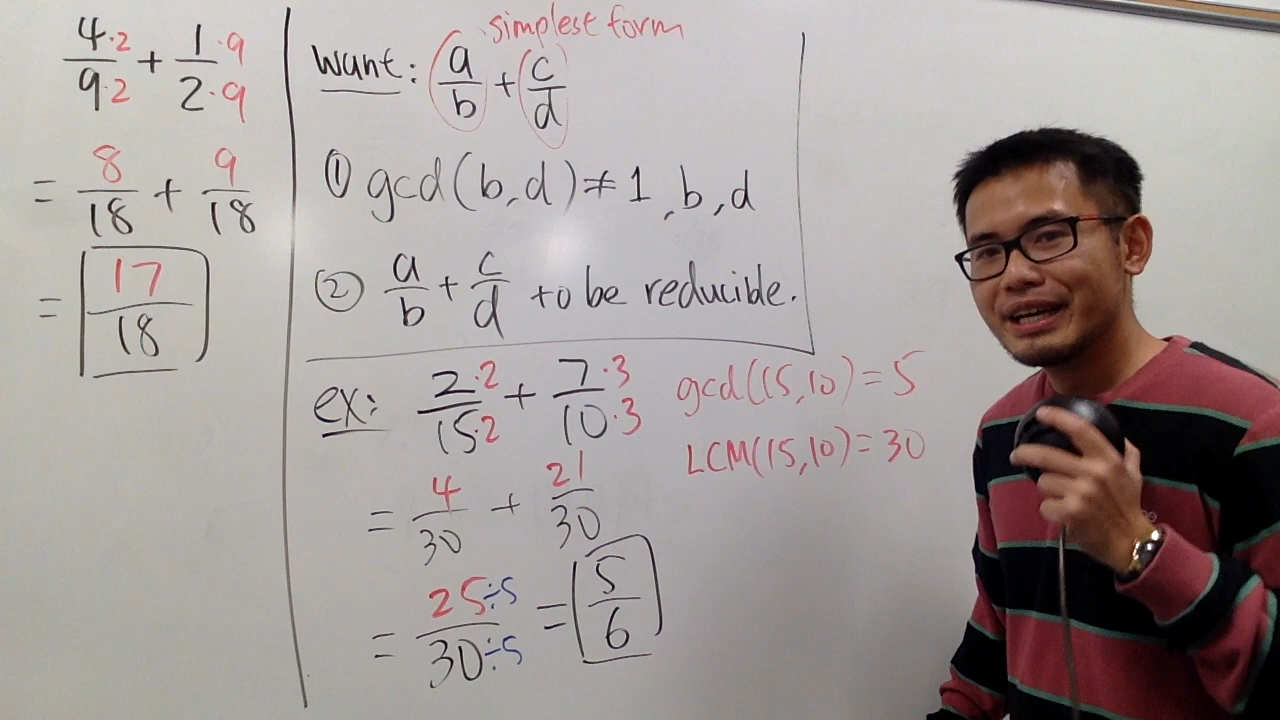 4·2/9·2 + 1·9/2·9
= 8/18 + 9/18
= 17/18
simplest form
Want: a/b + c/d
① gcd(b,d) ≠ 1, b, d
② a/b + c/d to be reducible.
ex: 2·2/15·2 + 7·3/10·3
gcd(15,10) = 5
LCM(15,10) = 30
= 4/30 + 21/30
= 25÷5/30÷5 = 5/6